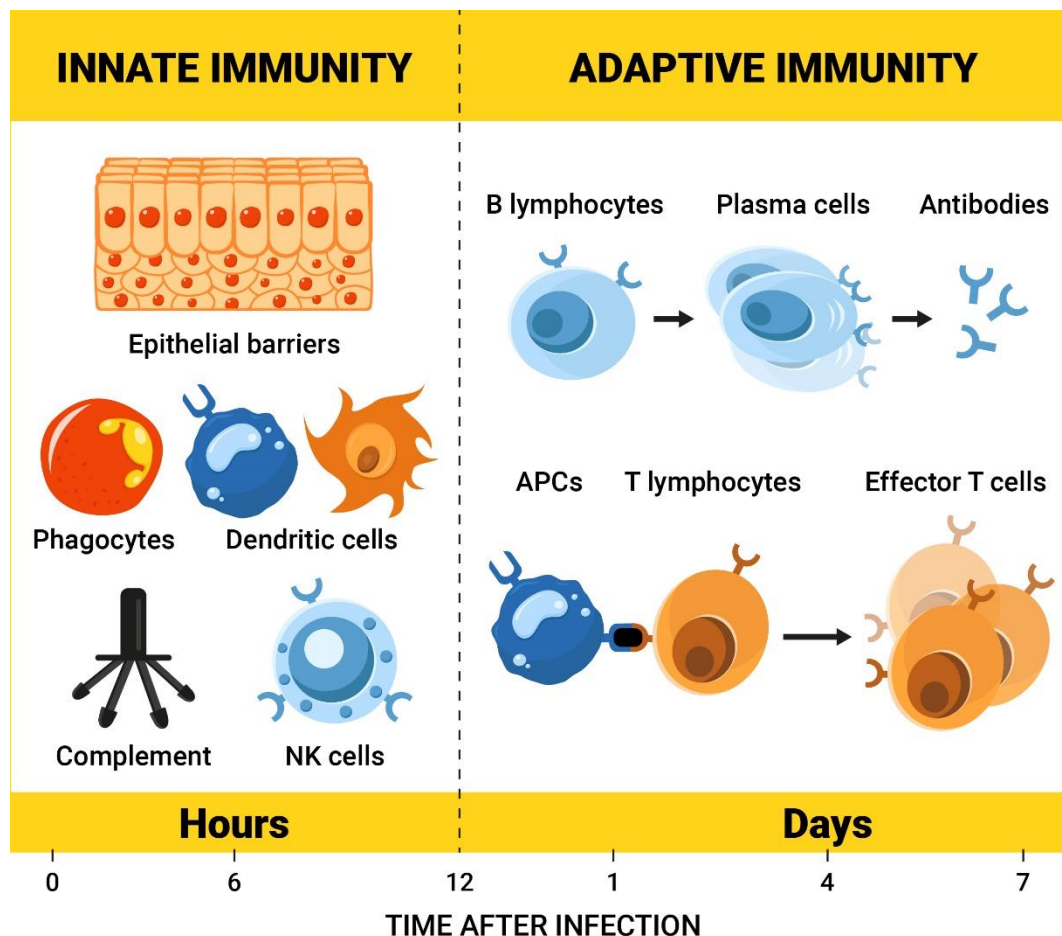 INNATE IMMUNITY
ADAPTIVE IMMUNITY
Epithelial barriers
Phagocytes
Dendritic cells
Complement
NK cells
B lymphocytes
Plasma cells
Antibodies
APCs
T lymphocytes
Effector T cells
Hours
Days
0
6
12
1
4
7
TIME AFTER INFECTION